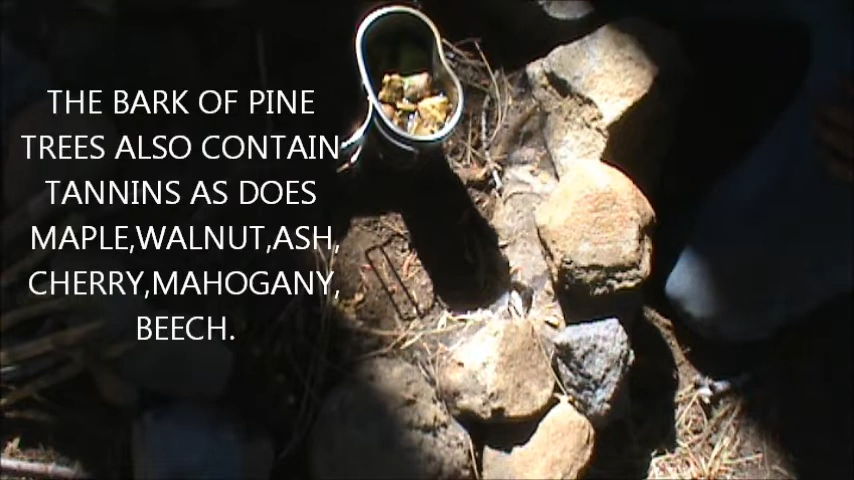 THE BARK OF PINE
TREES ALSO CONTAIN
TANNINS AS DOES
MAPLE,WALNUT,ASH,
CHERRY,MAHOGANY,
BEECH.